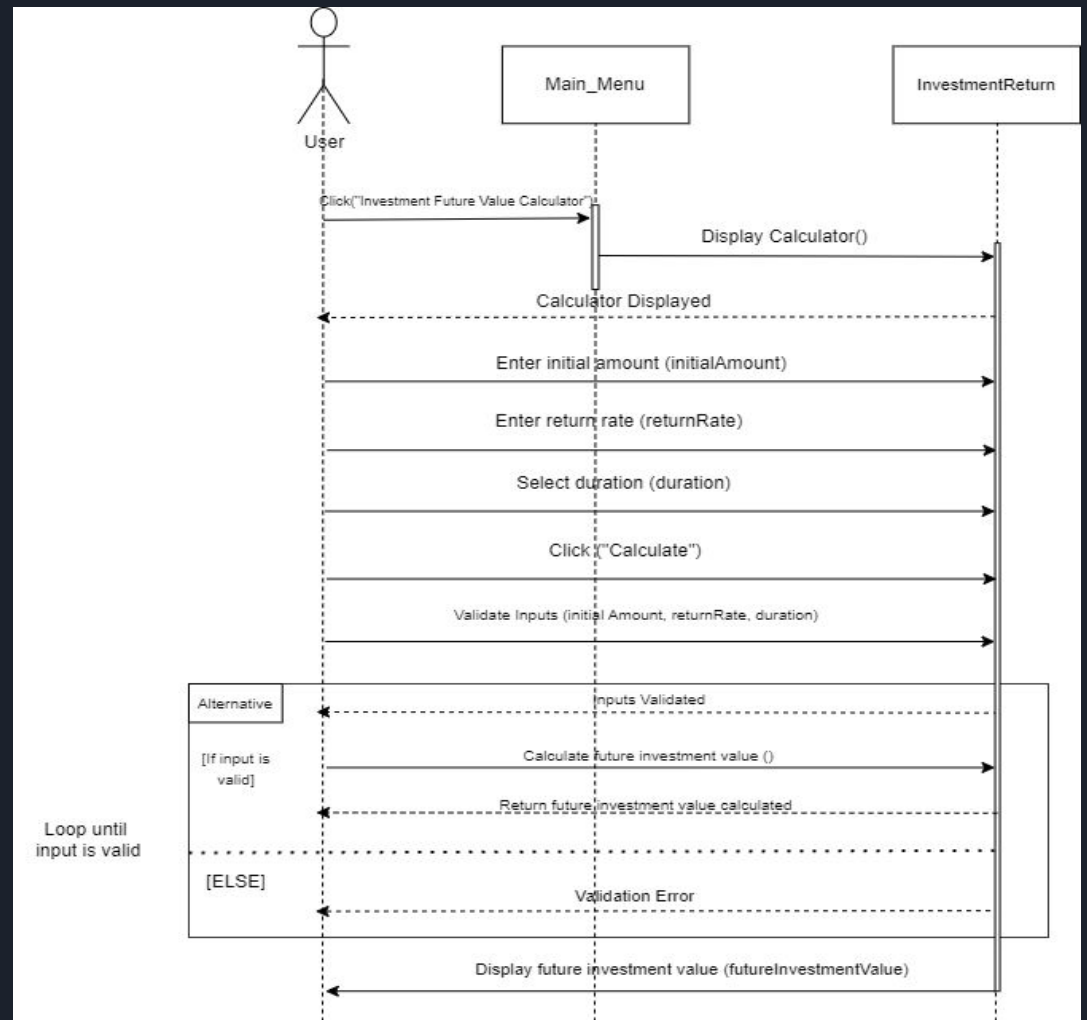 User
Main_Menu
InvestmentReturn
Click("Investment Future Value Calculator")
Display Calculator()
Calculator Displayed
Enter initial amount (initialAmount)
Enter return rate (returnRate)
Select duration (duration)
Click ("Calculate")
Validate Inputs (initial Amount, returnRate, duration)
Alternative
Inputs Validated
[If input is
valid]
Calculate future investment value ()
Return future investment value calculated
Loop until
input is valid
[ELSE]
Validation Error
Display future investment value (futureInvestmentValue)